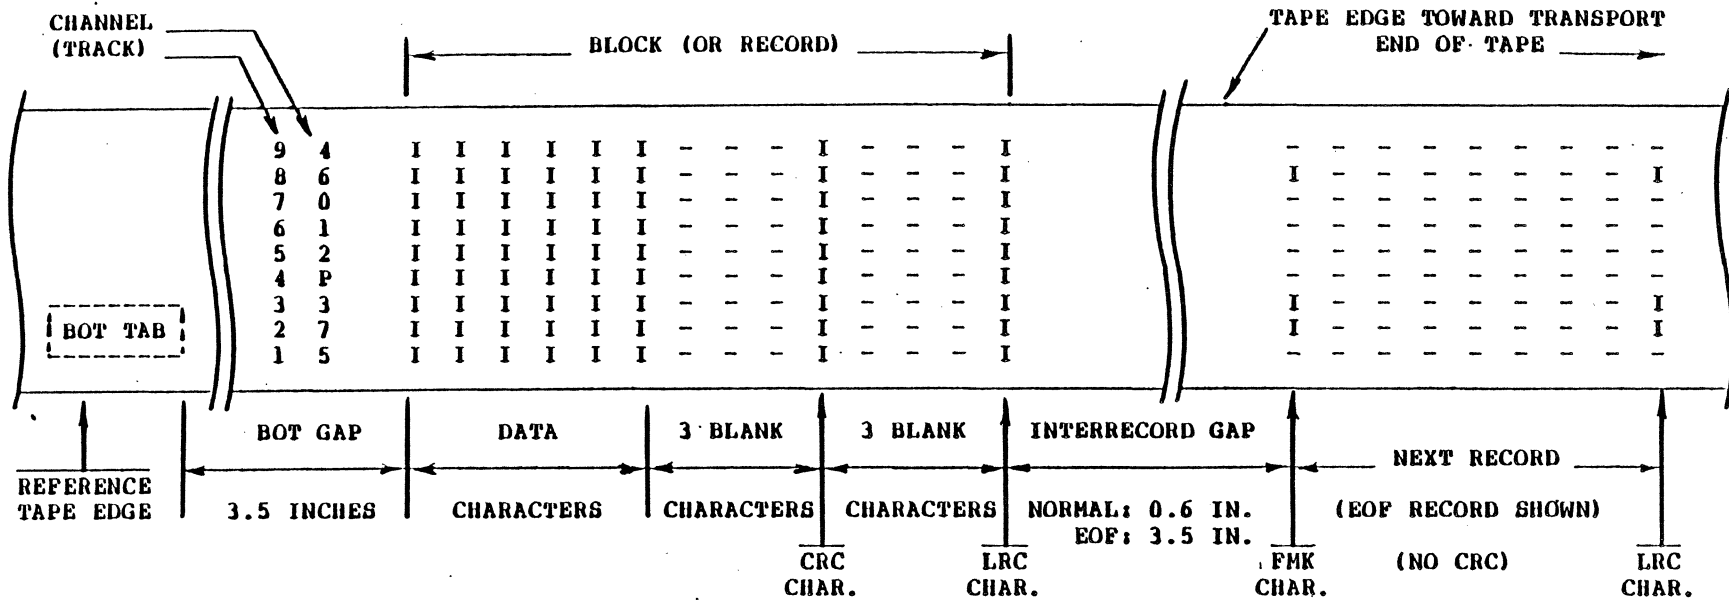 CHANNEL
(TRACK)
BLOCK (OR RECORD)
TAPE EDGE TOWARD TRANSPORT
END OF TAPE
9 4 I I I I I I - - - I - - - I - - - - - - - - -
8 6 I I I I I I - - - I - - - I I - - - - - - - I
7 0 I I I I I I - - - I - - - I - - - - - - - - -
6 1 I I I I I I - - - I - - - I - - - - - - - - -
5 2 I I I I I I - - - I - - - I - - - - - - - - -
4 P I I I I I I - - - I - - - I - - - - - - - - -
3 3 I I I I I I - - - I - - - I I - - - - - - - I
BOT TAB 2 7 I I I I I I - - - I - - - I I - - - - - - - I
1 5 I I I I I I - - - I - - - I - - - - - - - - -
BOT GAP DATA 3 BLANK 3 BLANK INTERRECORD GAP
NEXT RECORD
REFERENCE
TAPE EDGE 3.5 INCHES CHARACTERS CHARACTERS CHARACTERS NORMAL: 0.6 IN. (EOF RECORD SHOWN)
EOF: 3.5 IN.
CRC LRC FMK (NO CRC) LRC
CHAR. CHAR. CHAR. CHAR.